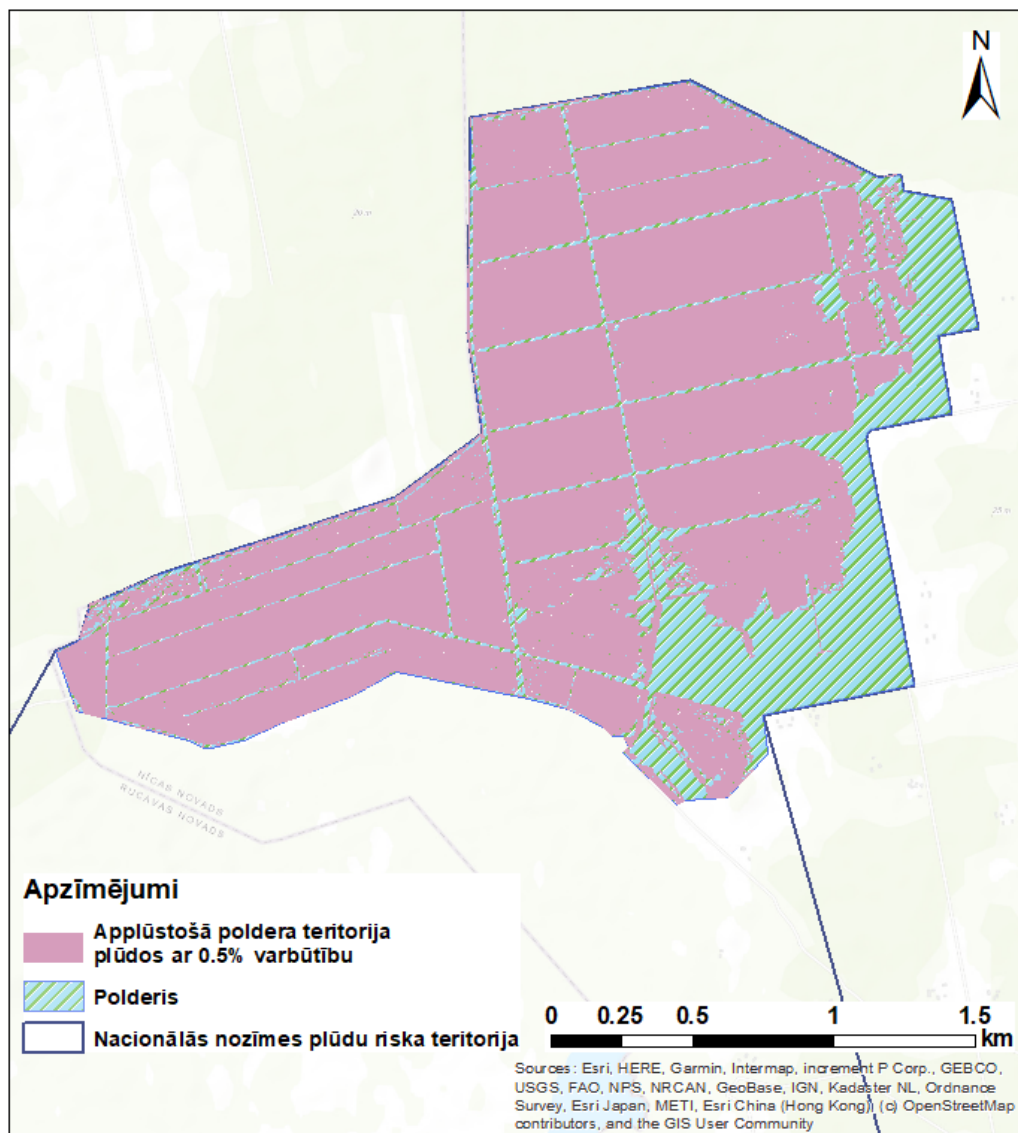 N
20 m
25 m
NĪCAS NOVADS
RUCAVAS NOVADS
Apzīmējumi
Applūstošā poldera teritorija
plūdos ar 0.5% varbūtību
Polderis
Nacionālās nozīmes plūdu riska teritorija
0 0.25 0.5 1 1.5
km
Sources: Esri, HERE, Garmin, Intermap, increment P Corp., GEBCO,
USGS, FAO, NPS, NRCAN, GeoBase, IGN, Kadaster NL, Ordnance
Survey, Esri Japan, METI, Esri China (Hong Kong), (c) OpenStreetMap
contributors, and the GIS User Community